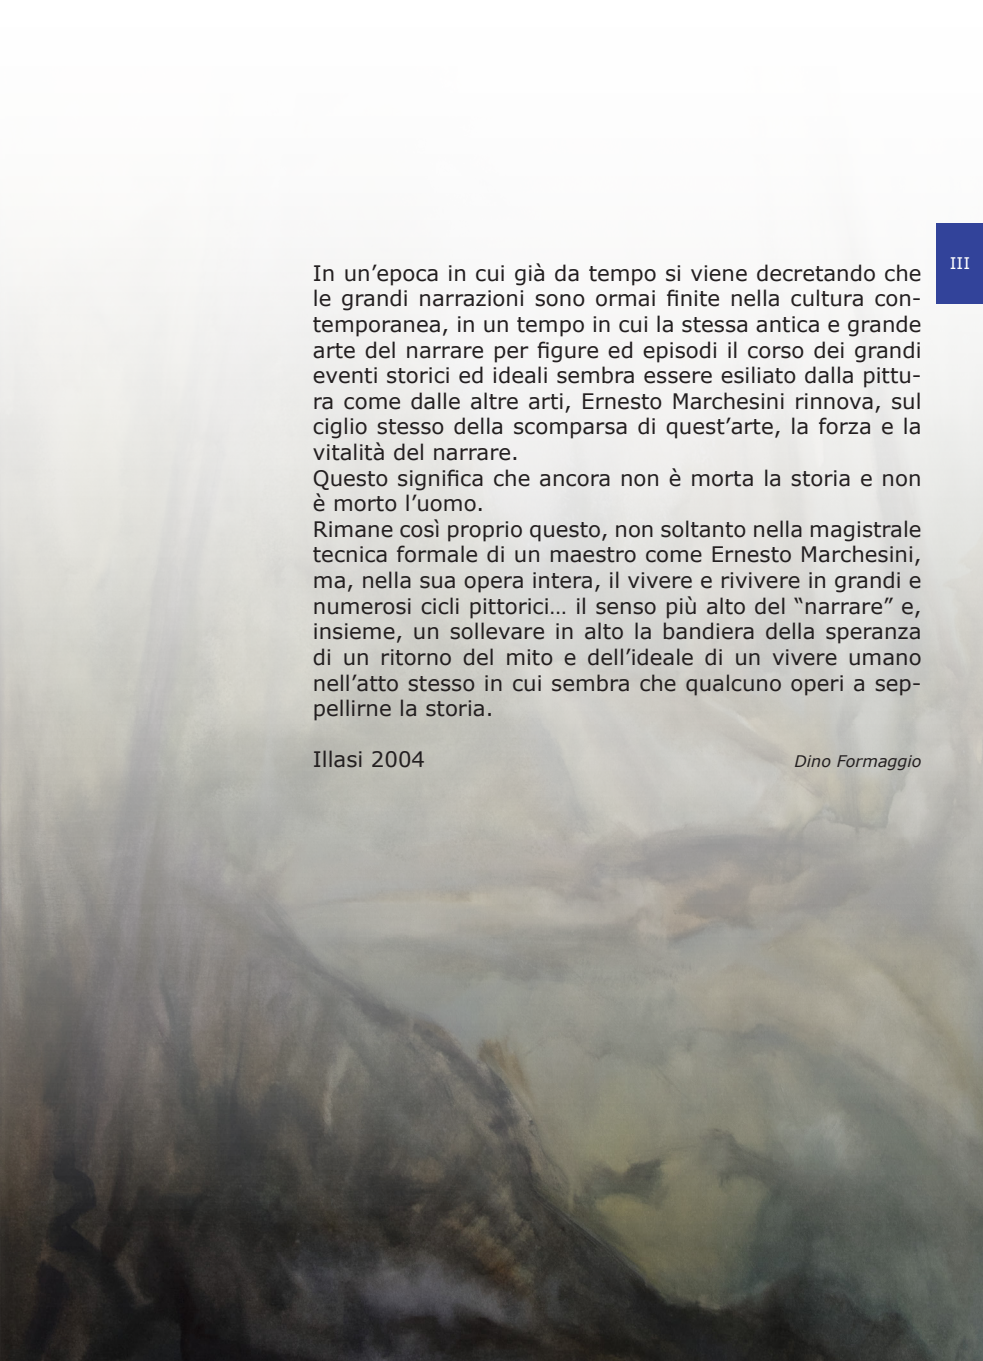 III
In un’epoca in cui già da tempo si viene decretando che
le grandi narrazioni sono ormai finite nella cultura con-
temporanea, in un tempo in cui la stessa antica e grande
arte del narrare per figure ed episodi il corso dei grandi
eventi storici ed ideali sembra essere esiliato dalla pittu-
ra come dalle altre arti, Ernesto Marchesini rinnova, sul
ciglio stesso della scomparsa di quest’arte, la forza e la
vitalità del narrare.
Questo significa che ancora non è morta la storia e non
è morto l’uomo.
Rimane così proprio questo, non soltanto nella magistrale
tecnica formale di un maestro come Ernesto Marchesini,
ma, nella sua opera intera, il vivere e rivivere in grandi e
numerosi cicli pittorici… il senso più alto del “narrare” e,
insieme, un sollevare in alto la bandiera della speranza
di un ritorno del mito e dell’ideale di un vivere umano
nell’atto stesso in cui sembra che qualcuno operi a sep-
pellirne la storia.
Illasi 2004 Dino Formaggio